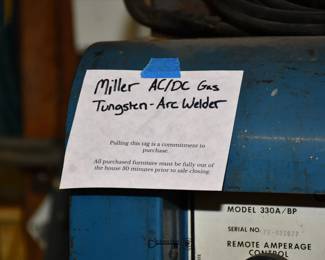 Miller AC/DC Gas
Tungsten-Arc Welder
Pulling this tag is a commitment to
purchase.
All purchased furniture must be fully out of
the house 30 minutes prior to sale closing.
MODEL 330A/BP
SERIAL NO.
REMOTE AMPERAGE
CONTROL